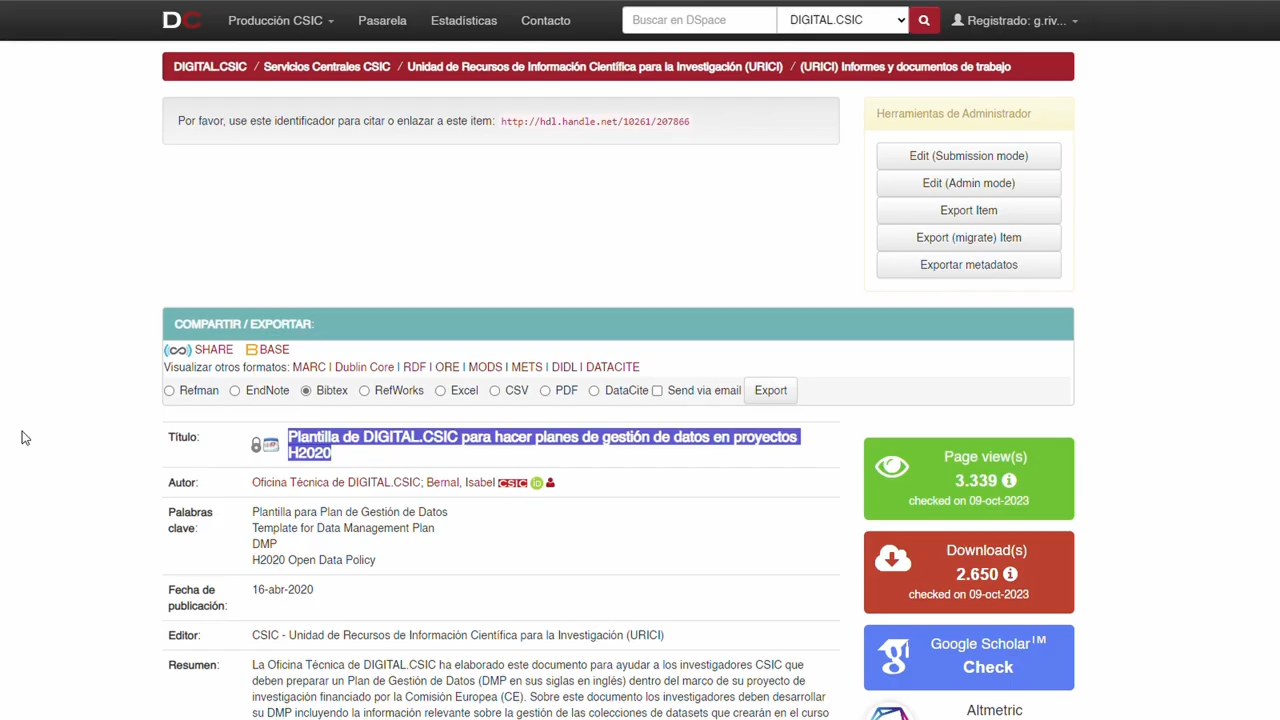 DC Producción CSIC Pasarela Estadísticas Contacto Buscar en DSpace DIGITAL.CSIC Registrado: g.riv...
DIGITAL.CSIC / Servicios Centrales CSIC / Unidad de Recursos de Información Científica para la Investigación (URICI) / (URICI) Informes y documentos de trabajo
Por favor, use este identificador para citar o enlazar a este item: http://hdl.handle.net/10261/207866
Herramientas de Administrador
Edit (Submission mode)
Edit (Admin mode)
Export Item
Export (migrate) Item
Exportar metadatos
COMPARTIR / EXPORTAR:
SHARE BASE
Visualizar otros formatos: MARC | Dublin Core | RDF | ORE | MODS | METS | DIDL | DATACITE
Refman EndNote Bibtex RefWorks Excel CSV PDF DataCite Send via email Export
Título: Plantilla de DIGITAL.CSIC para hacer planes de gestión de datos en proyectos
H2020
Autor: Oficina Técnica de DIGITAL.CSIC; Bernal, Isabel CSIC iD
Palabras
clave:
Plantilla para Plan de Gestión de Datos
Template for Data Management Plan
DMP
H2020 Open Data Policy
Fecha de
publicación:
16-abr-2020
Editor: CSIC - Unidad de Recursos de Información Científica para la Investigación (URICI)
Resumen: La Oficina Técnica de DIGITAL.CSIC ha elaborado este documento para ayudar a los investigadores CSIC que
deben preparar un Plan de Gestión de Datos (DMP en sus siglas en inglés) dentro del marco de su proyecto de
investigación financiado por la Comisión Europea (CE). Sobre este documento los investigadores deben desarrollar
su DMP incluyendo la información relevante sobre la gestión de las colecciones de datasets que crearán en el curso
Page view(s)
3.339
checked on 09-oct-2023
Download(s)
2.650
checked on 09-oct-2023
Google Scholar™
Check
Altmetric